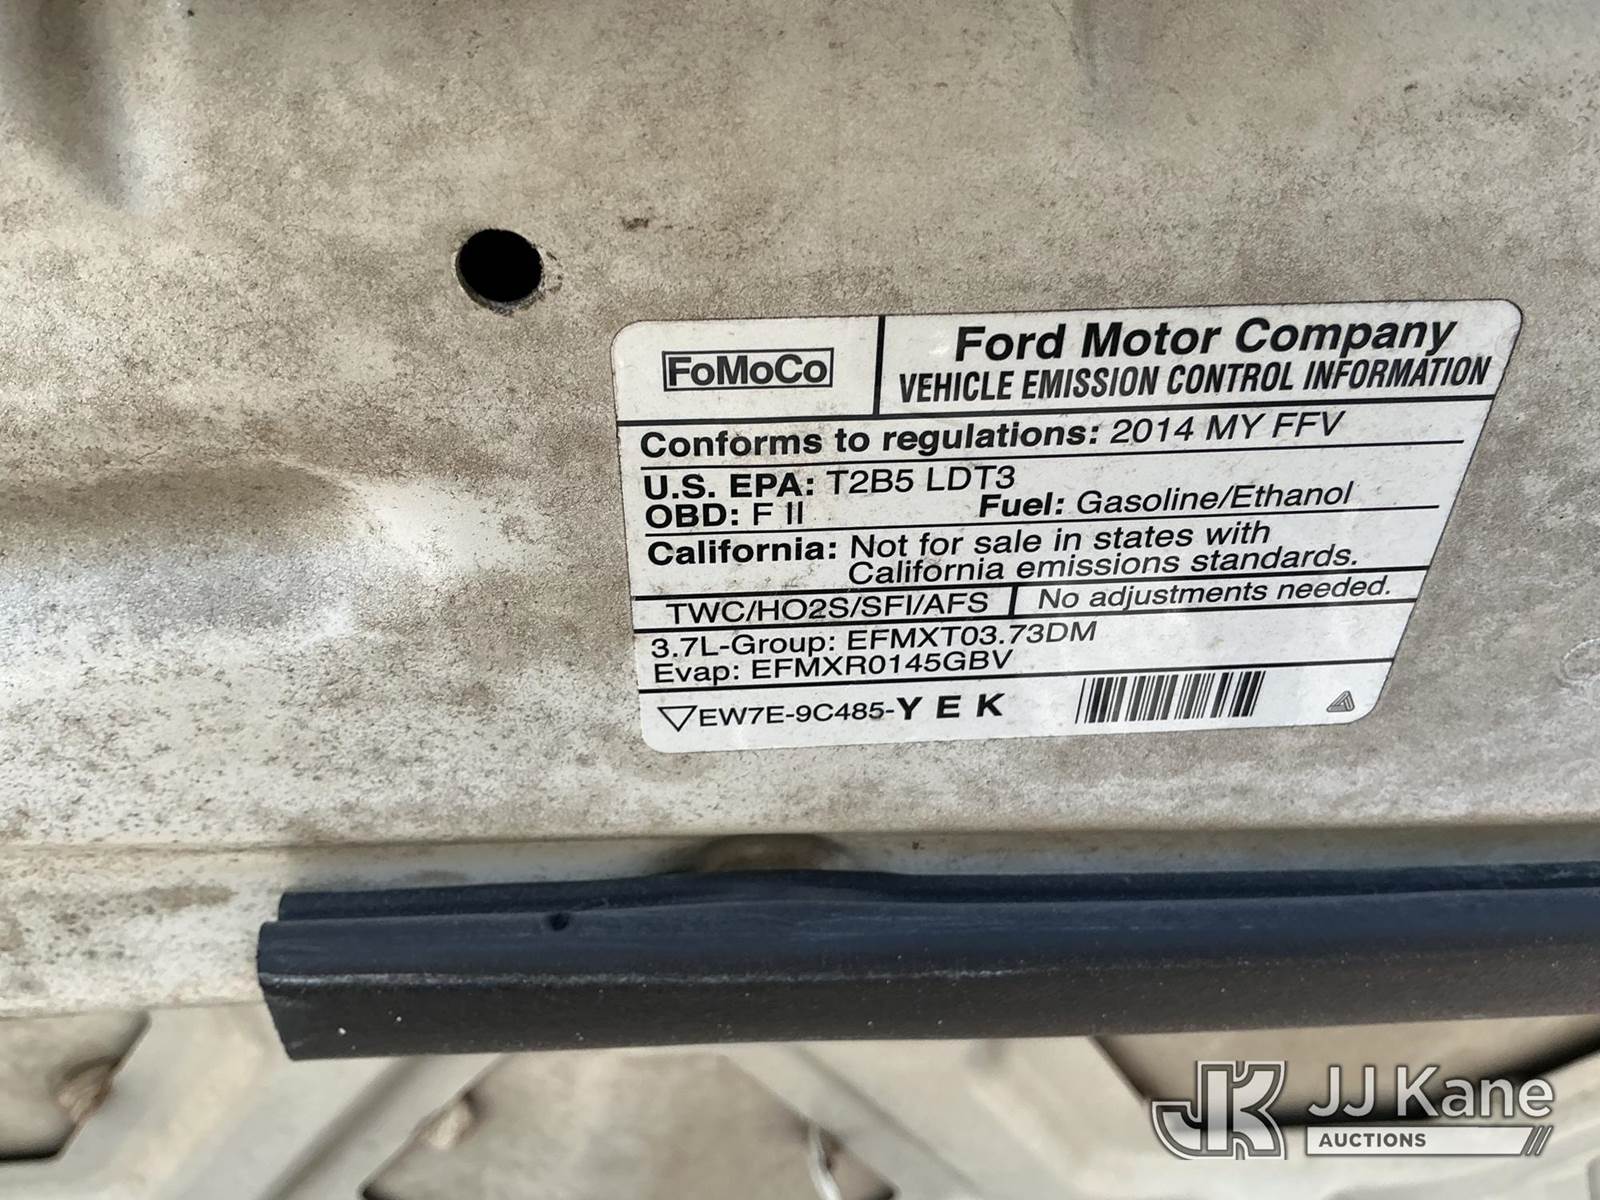 FoMoCo
Ford Motor Company
VEHICLE EMISSION CONTROL INFORMATION
Conforms to regulations: 2014 MY FFV
U.S. EPA: T2B5 LDT3
OBD: F II Fuel: Gasoline/Ethanol
California: Not for sale in states with
California emissions standards.
TWC/HO2S/SFI/AFS No adjustments needed.
3.7L-Group: EFMXT03.73DM
Evap: EFMXR0145GBV
EW7E-9C485-YEK
JK JJ Kane
AUCTIONS